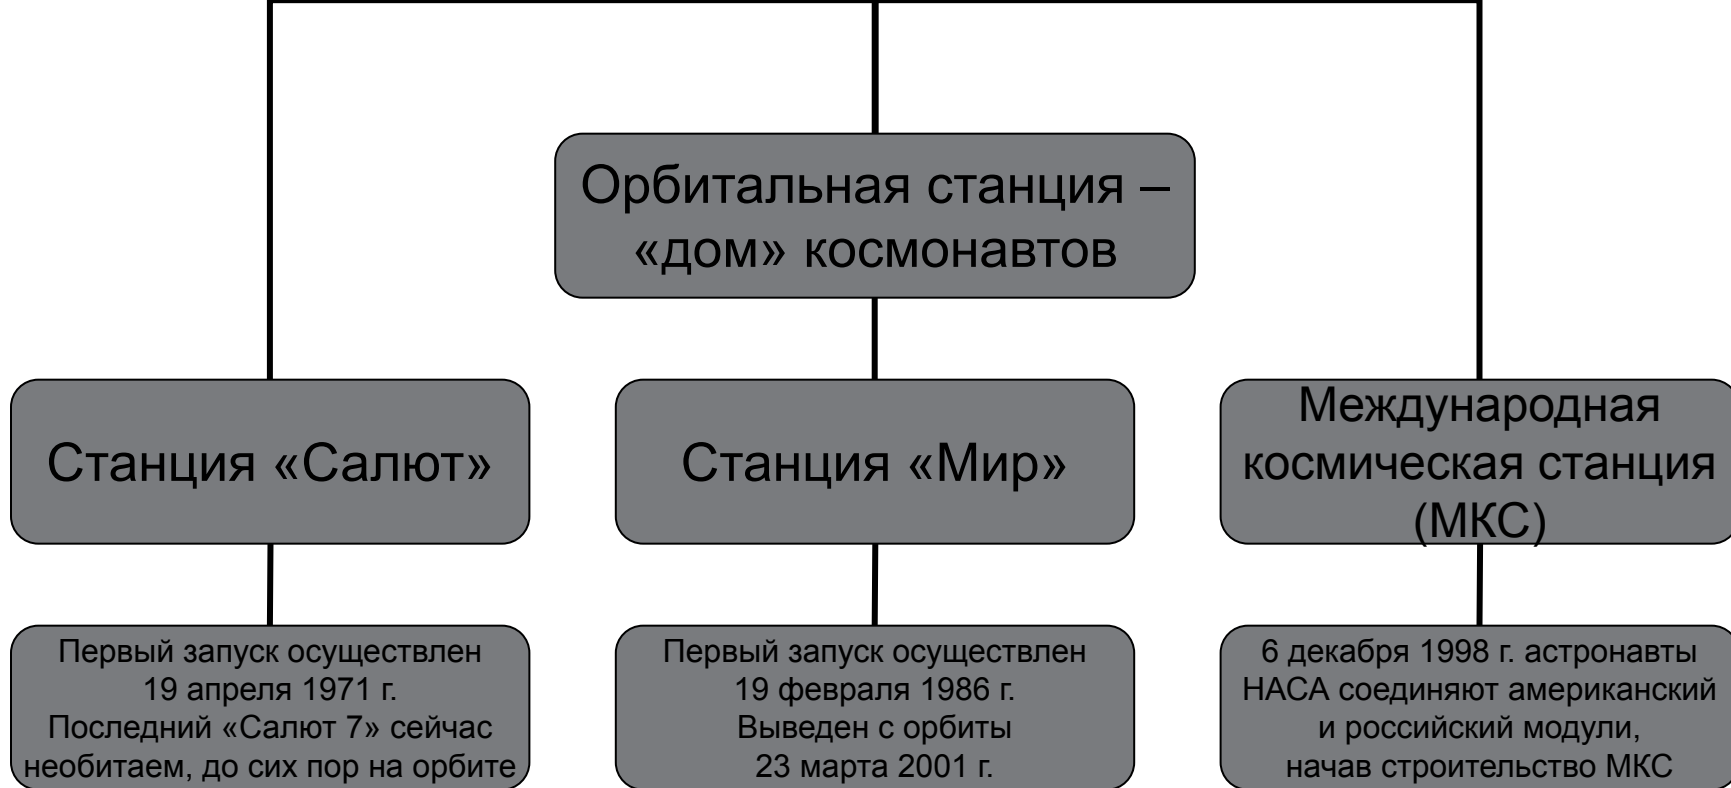 Орбитальная станция –
«дом» космонавтов
Станция «Салют»
Станция «Мир»
Международная
космическая станция
(МКС)
Первый запуск осуществлен
19 апреля 1971 г.
Последний «Салют 7» сейчас
необитаем, до сих пор на орбите
Первый запуск осуществлен
19 февраля 1986 г.
Выведен с орбиты
23 марта 2001 г.
6 декабря 1998 г. астронавты
НАСА соединяют американский
и российский модули,
начав строительство МКС